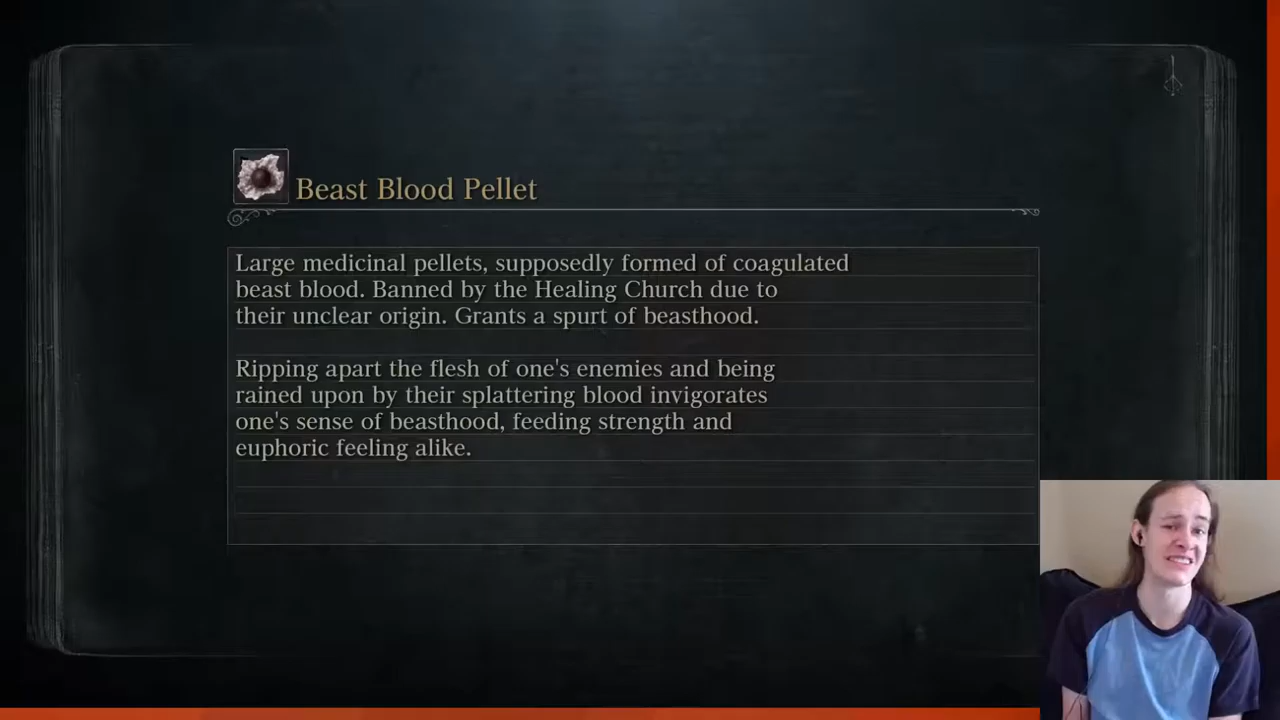 Beast Blood Pellet
Large medicinal pellets, supposedly formed of coagulated
beast blood. Banned by the Healing Church due to
their unclear origin. Grants a spurt of beasthood.
Ripping apart the flesh of one's enemies and being
rained upon by their splattering blood invigorates
one's sense of beasthood, feeding strength and
euphoric feeling alike.